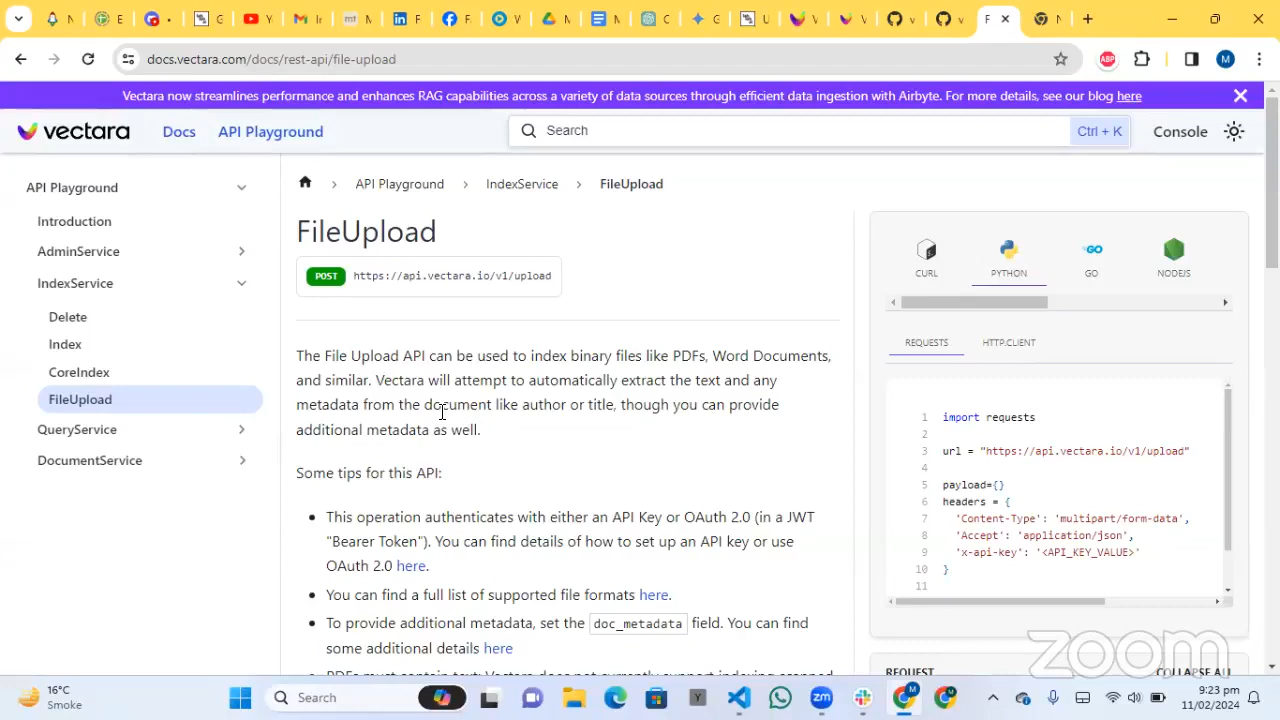 docs.vectara.com/docs/rest-api/file-upload
ABP
M
Vectara now streamlines performance and enhances RAG capabilities across a variety of data sources through efficient data ingestion with Airbyte. For more details, see our blog here
vectara
Docs
API Playground
Search
Ctrl + K
Console
API Playground
Introduction
AdminService
IndexService
Delete
Index
CoreIndex
FileUpload
QueryService
DocumentService
API Playground
IndexService
FileUpload
FileUpload
POST https://api.vectara.io/v1/upload
The File Upload API can be used to index binary files like PDFs, Word Documents,
and similar. Vectara will attempt to automatically extract the text and any
metadata from the document like author or title, though you can provide
additional metadata as well.
Some tips for this API:
This operation authenticates with either an API Key or OAuth 2.0 (in a JWT
"Bearer Token"). You can find details of how to set up an API key or use
OAuth 2.0 here.
You can find a full list of supported file formats here.
To provide additional metadata, set the doc_metadata field. You can find
some additional details here
CURL
PYTHON
GO
NODEJS
REQUESTS
HTTP.CLIENT
1 import requests
2
3 url = "https://api.vectara.io/v1/upload"
4
5 payload={}
6 headers = {
7 'Content-Type': 'multipart/form-data',
8 'Accept': 'application/json',
9 'x-api-key': '<API_KEY_VALUE>'
10 }
11
REQUEST
COLLAPSE ALL
zoom
16°C
Smoke
Search
9:23 pm
11/02/2024